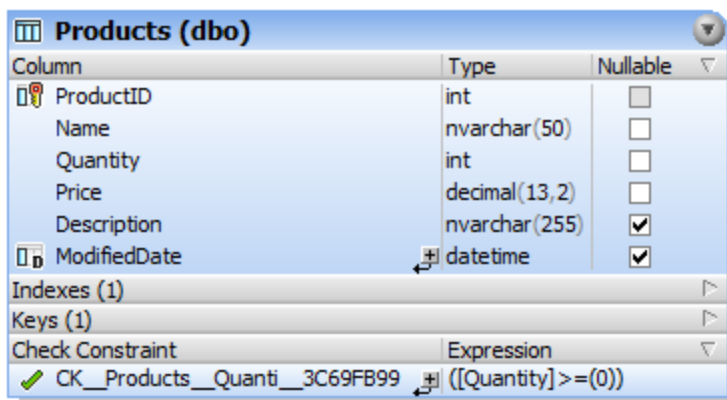 Products (dbo)
Column Type Nullable
ProductID int
Name nvarchar(50)
Quantity int
Price decimal(13,2)
Description nvarchar(255)
D ModifiedDate datetime
Indexes (1)
Keys (1)
Check Constraint Expression
CK__Products__Quanti__3C69FB99 ([Quantity]>=(0))